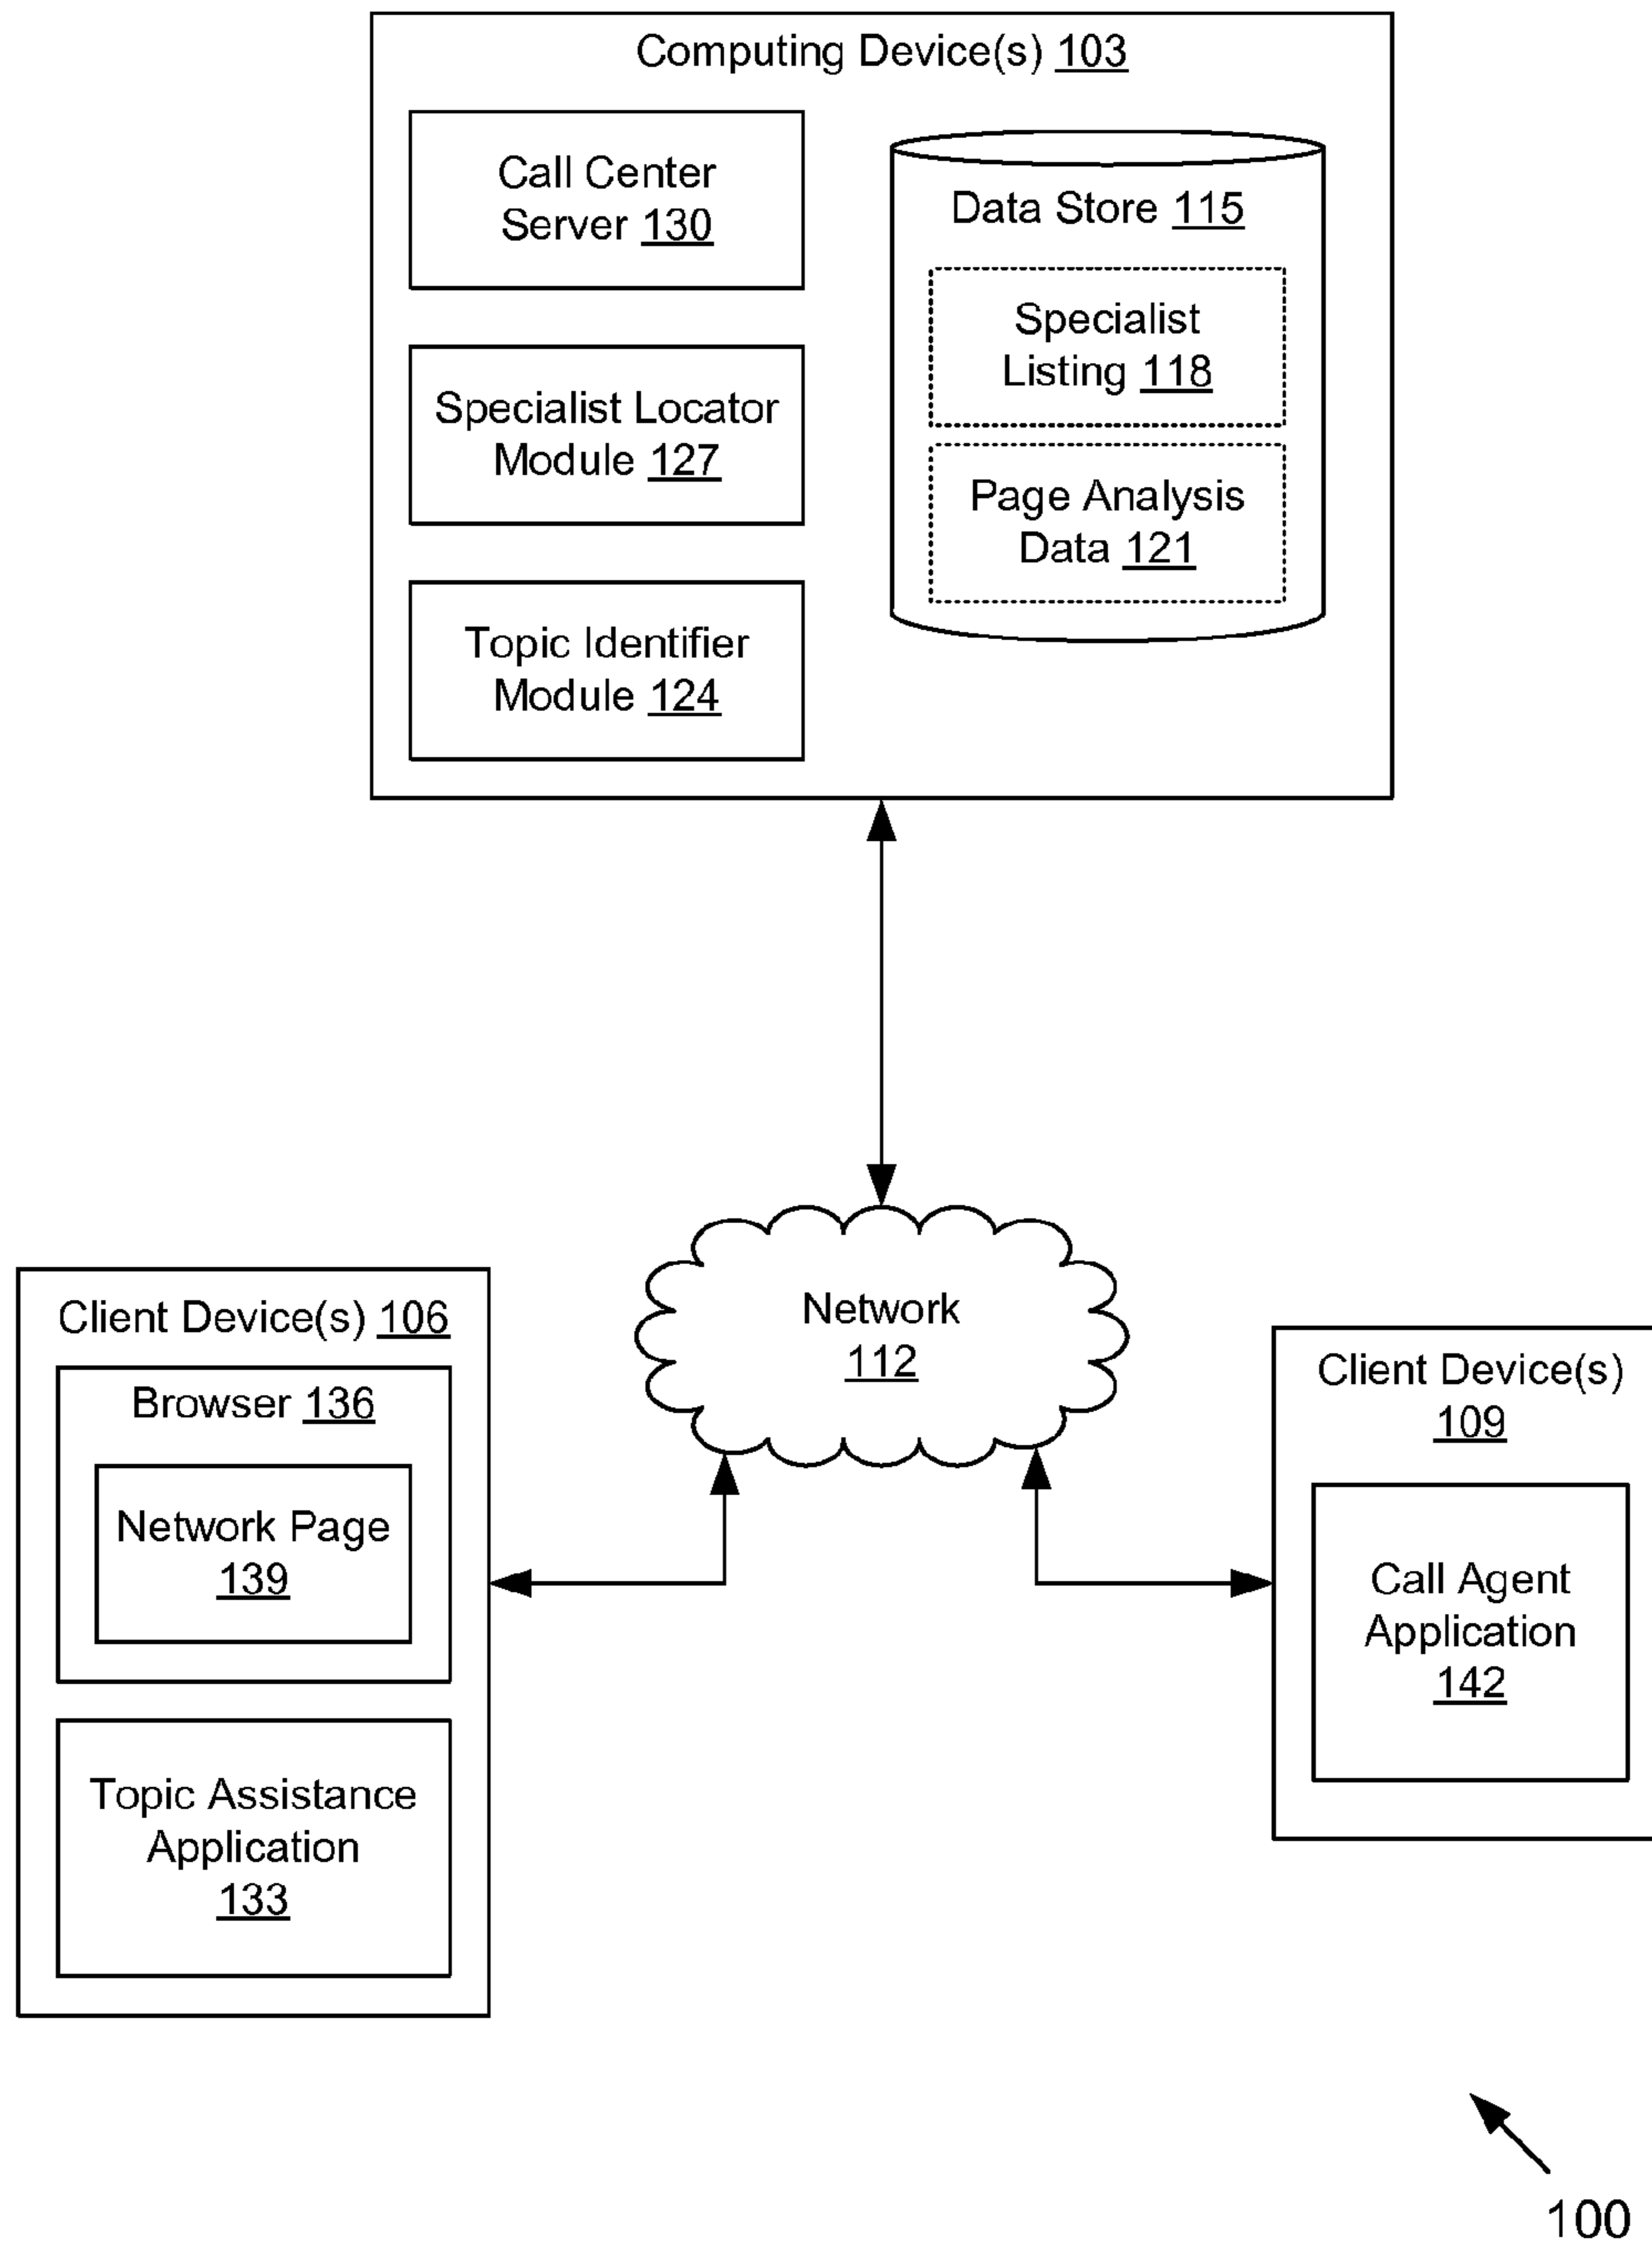 Computing Device(s) 103
Call Center
Server 130
Specialist Locator
Module 127
Topic Identifier
Module 124
Data Store 115
Specialist
Listing 118
Page Analysis
Data 121
Network
112
Client Device(s) 106
Browser 136
Network Page
139
Topic Assistance
Application
133
Client Device(s)
109
Call Agent
Application
142
100